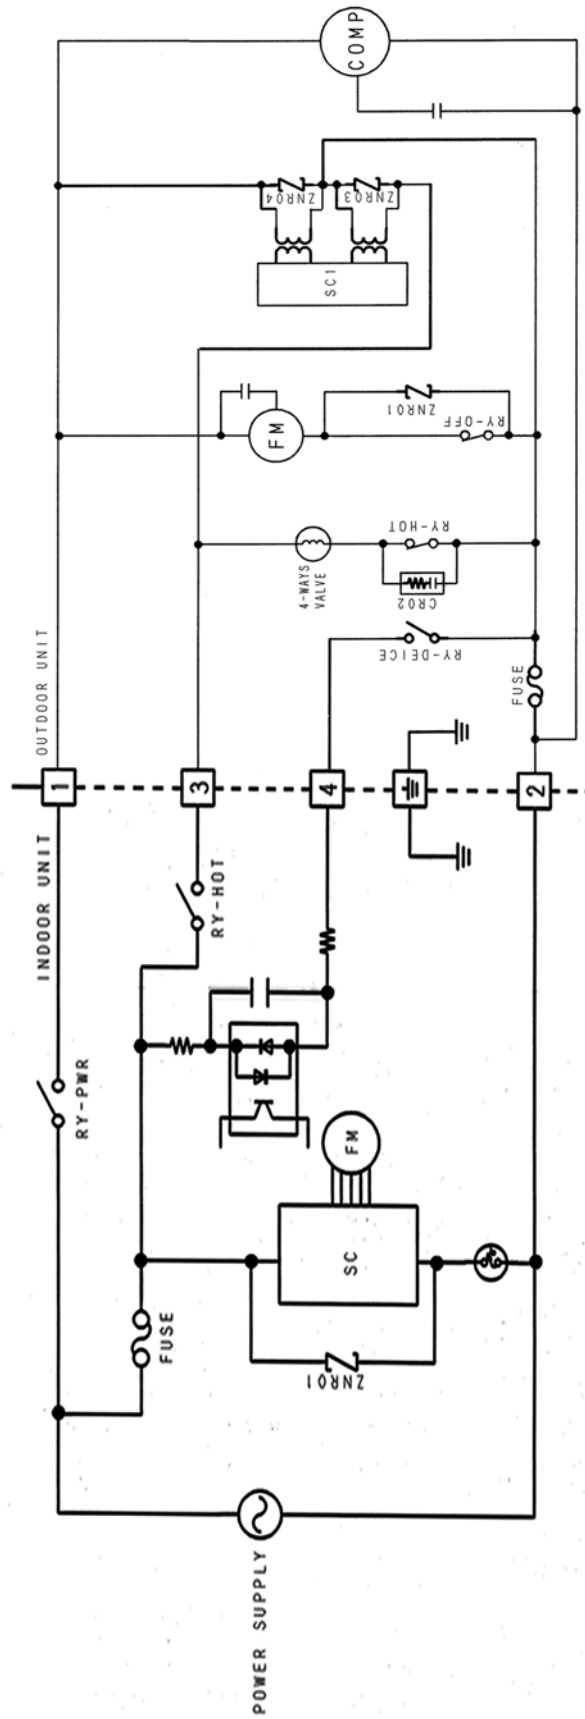 POWER SUPPLY
FUSE
ZNR01
SC
FM
RY-PWR
RY-HOT
INDOOR UNIT
OUTDOOR UNIT
1
3
4
2
FUSE
RY-DEICE
4-WAYS
VALVE
CR02
RY-HOT
FM
RY-OFF
ZNR01
SC1
ZNR04
ZNR03
COMP